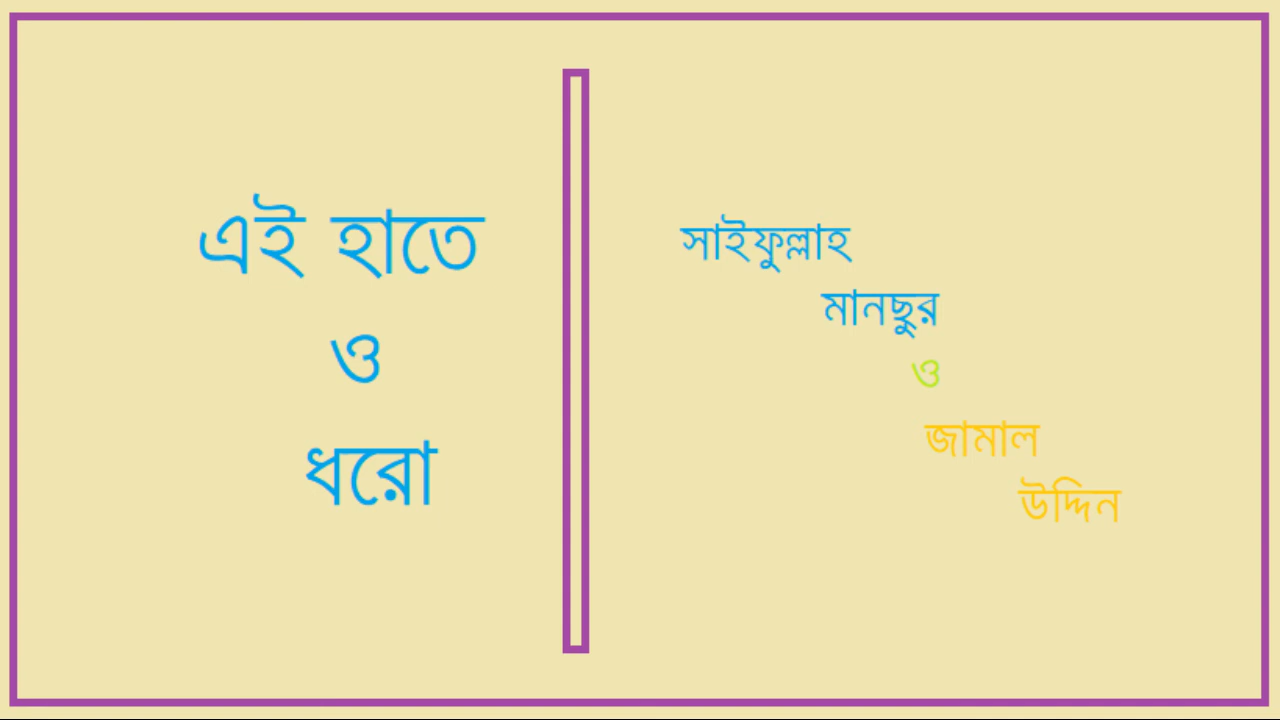 এই হাতে
ও
ধরো
সাইফুল্লাহ
মানছুর
ও
জামাল
উদ্দিন